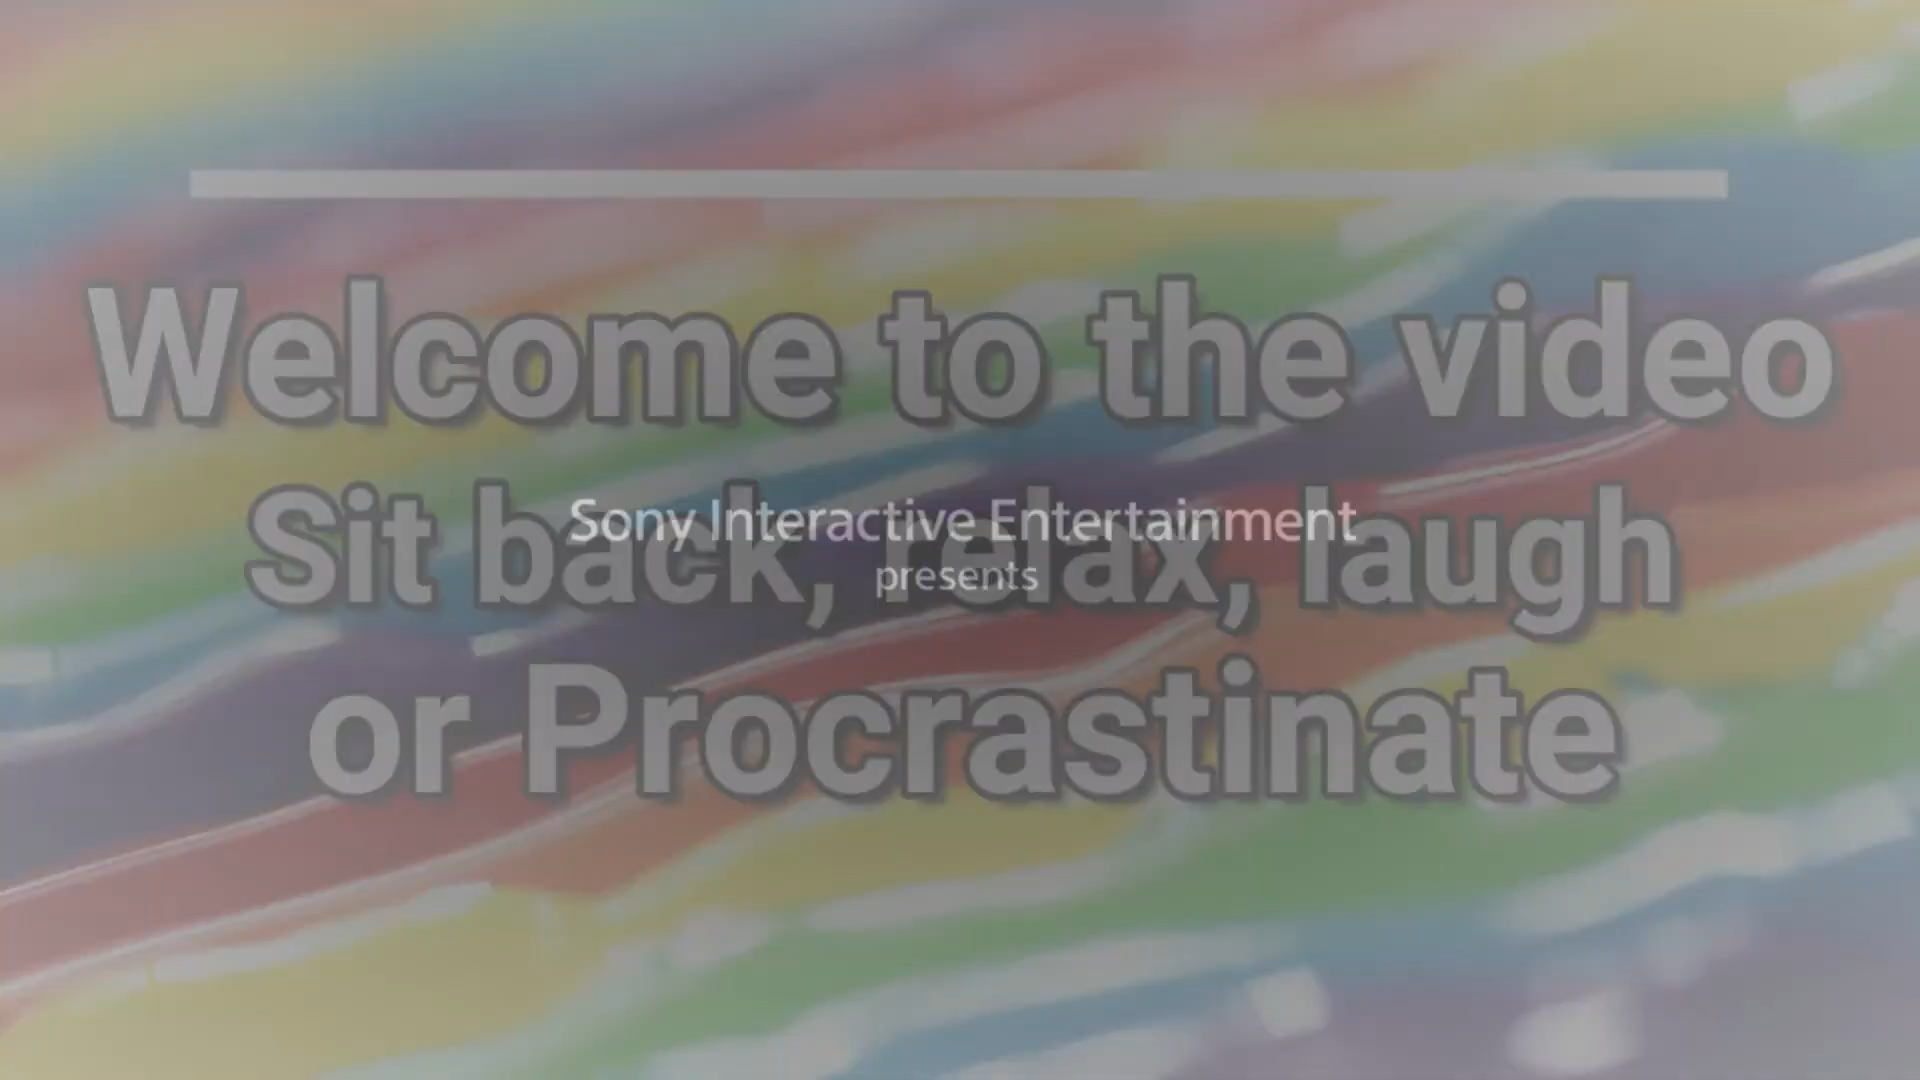 Welcome to the video
Sit back, relax, laugh
Sony Interactive Entertainment
presents
or Procrastinate